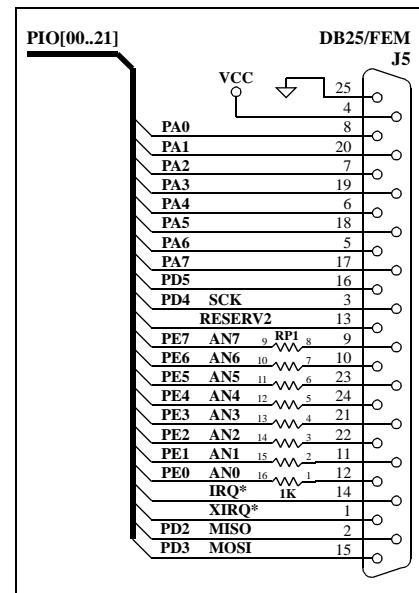 PIO[00..21] DB25/FEM
J5
VCC
25
4
PA0 8
PA1 20
PA2 7
PA3 19
PA4 6
PA5 18
PA6 5
PA7 17
PD5 16
PD4 SCK 3
RESERV2 13
PE7 AN7 9 RP1 8 9
PE6 AN6 10 7 10
PE5 AN5 11 6 23
PE4 AN4 12 5 24
PE3 AN3 13 4 21
PE2 AN2 14 3 22
PE1 AN1 15 2 11
PE0 AN0 16 1 12
IRQ* 1K 14
XIRQ* 1
PD2 MISO 2
PD3 MOSI 15